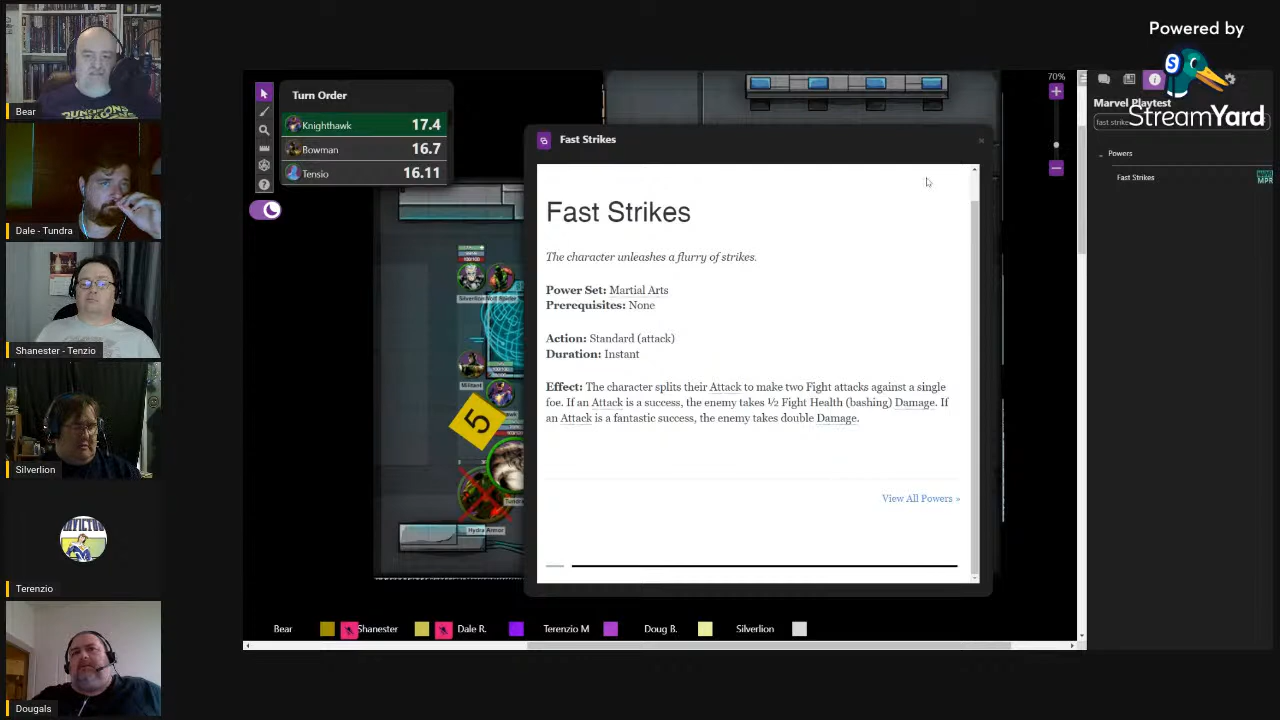 Bear
Dale - Tundra
Shanester - Tenzio
Silverlion
INVICTUS
Terenzio
Dougals
Turn Order
Knighthawk 17.4
Bowman 16.7
Tensio 16.11
Militant
5
Hydra Armor
Fast Strikes
Fast Strikes
The character unleashes a flurry of strikes.
Power Set: Martial Arts
Prerequisites: None
Action: Standard (attack)
Duration: Instant
Effect: The character splits their Attack to make two Fight attacks against a single
foe. If an Attack is a success, the enemy takes ½ Fight Health (bashing) Damage. If
an Attack is a fantastic success, the enemy takes double Damage.
View All Powers »
70%
Powered by
S
StreamYard
Marvel Playtest
fast strike
Powers
Fast Strikes
MPR
Bear
Shanester
Dale R.
Terenzio M
Doug B.
Silverlion